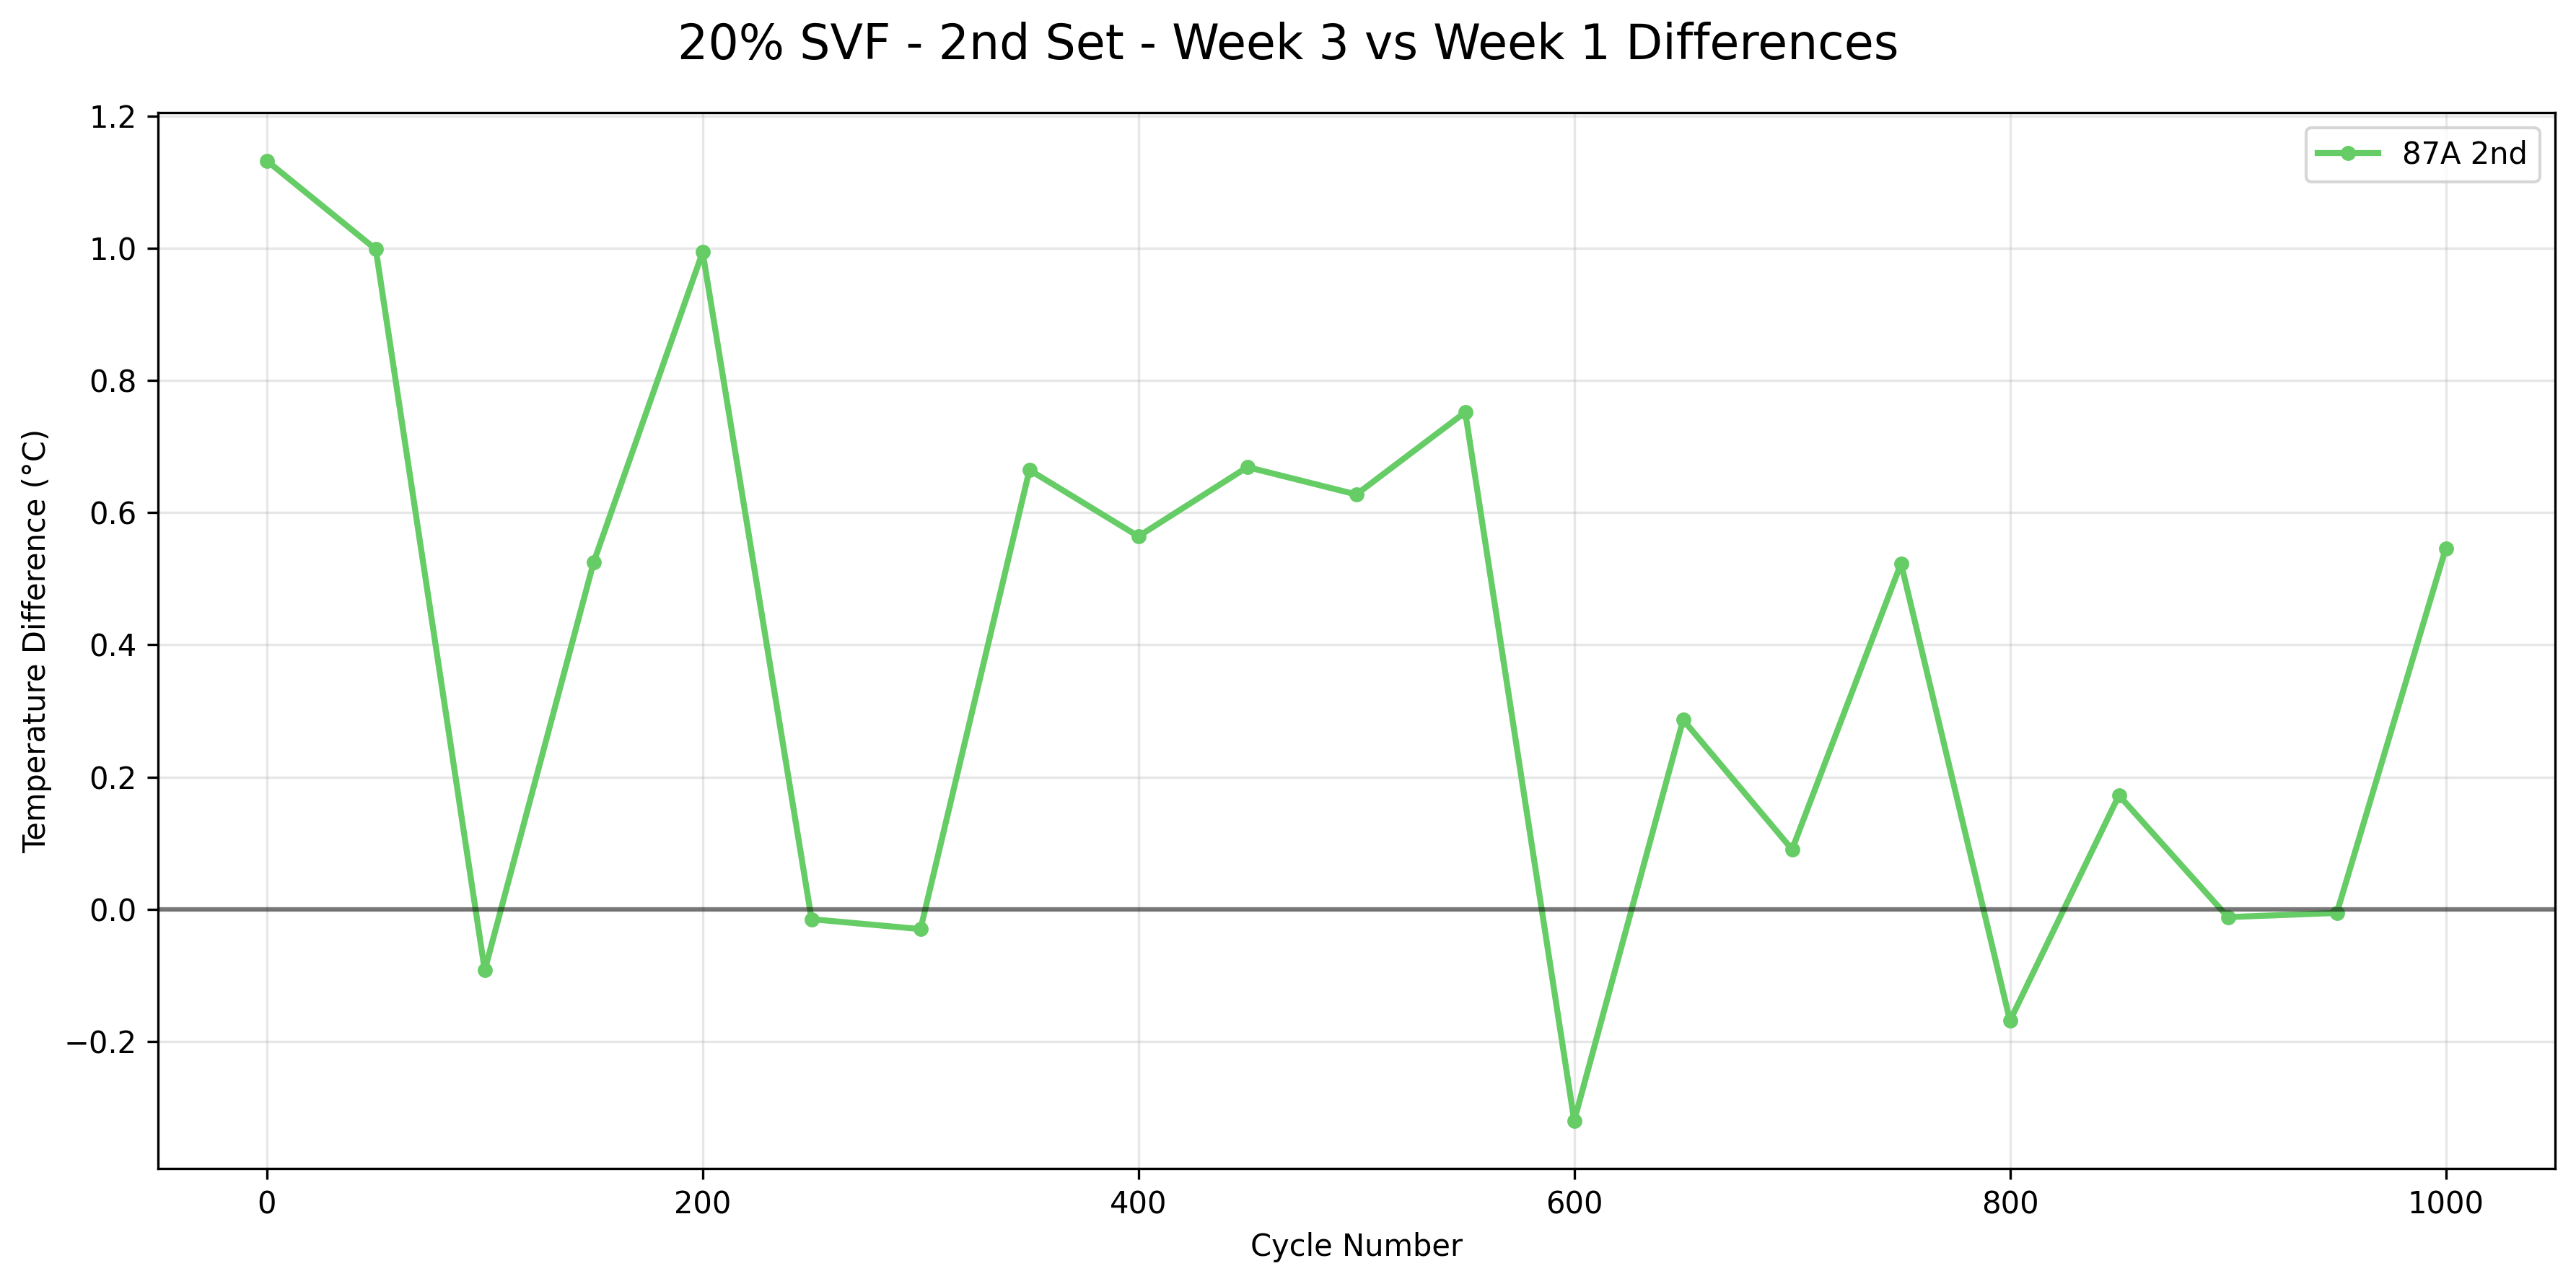 20% SVF - 2nd Set - Week 3 vs Week 1 Differences
87A 2nd
Temperature Difference (°C)
1.2
1.0
0.8
0.6
0.4
0.2
0.0
−0.2
0 200 400 600 800 1000
Cycle Number